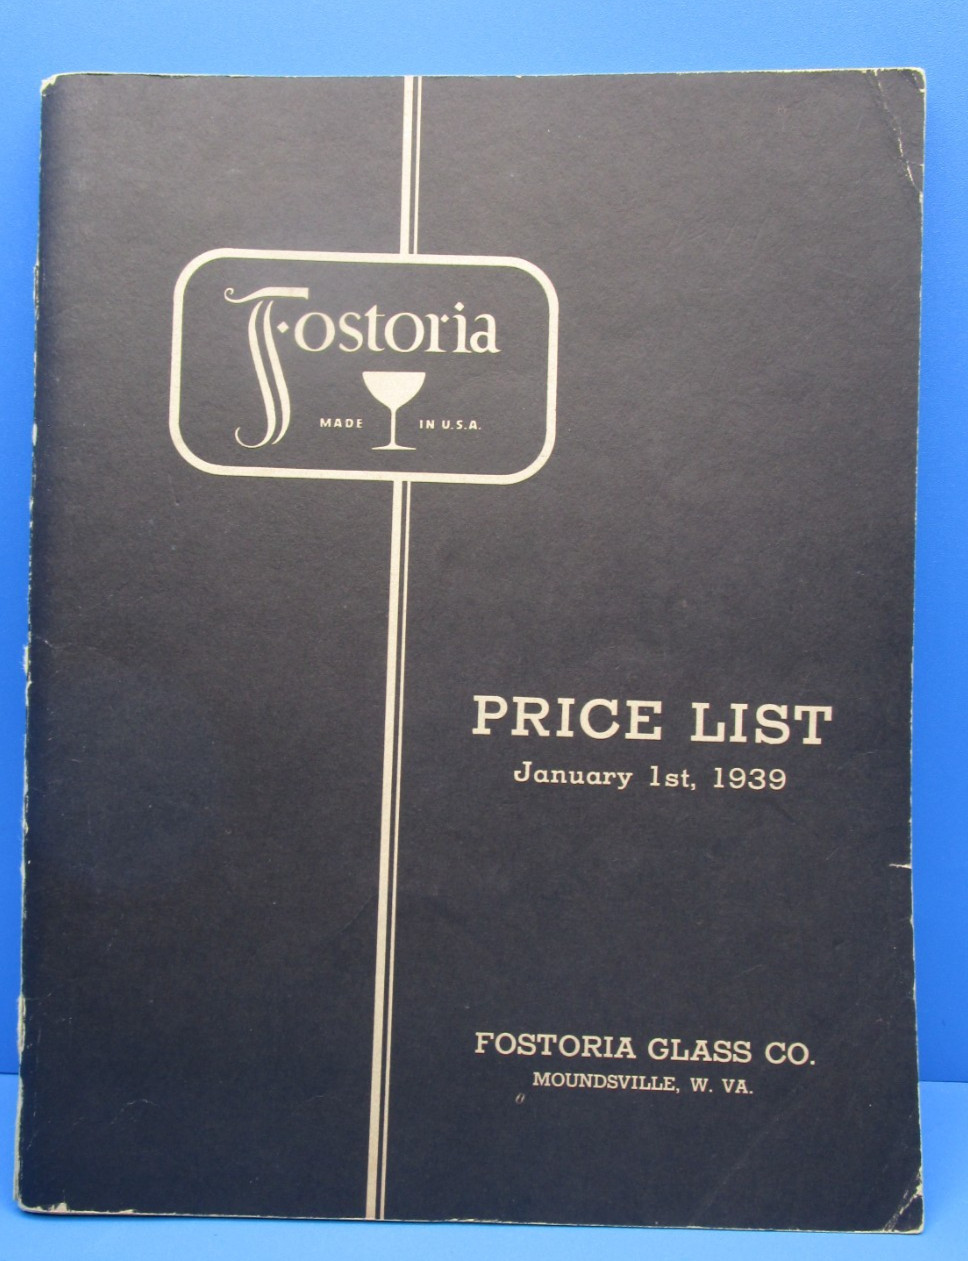 Fostoria
MADE IN U.S.A.
PRICE LIST
January 1st, 1939
FOSTORIA GLASS CO.
MOUNDSVILLE, W. VA.